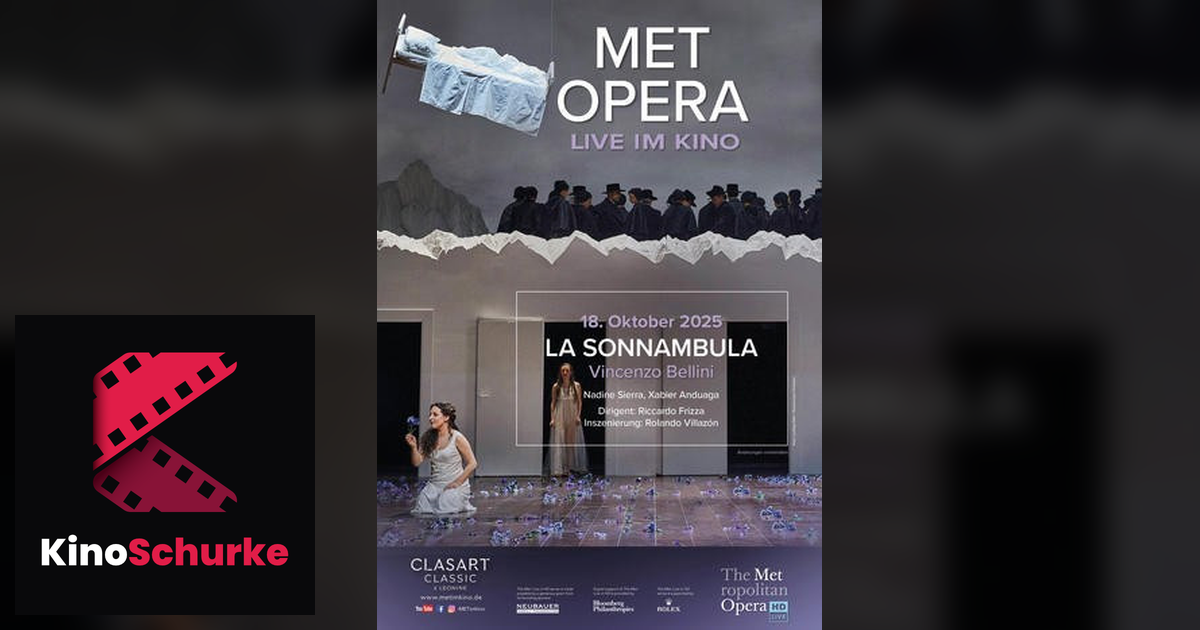 MET
OPERA
LIVE IM KINO
18. Oktober 2025
LA SONNAMBULA
Vincenzo Bellini
Nadine Sierra, Xabier Anduaga
Dirigent: Riccardo Frizza
Inszenierung: Rolando Villazón
KinoSchurke
CLASART
CLASSIC
www.metimkino.de
YouTube
NEUBAUER
Bloomberg
Philanthropies
ROLEX
The Met
ropolitan
Opera HD
LIVE